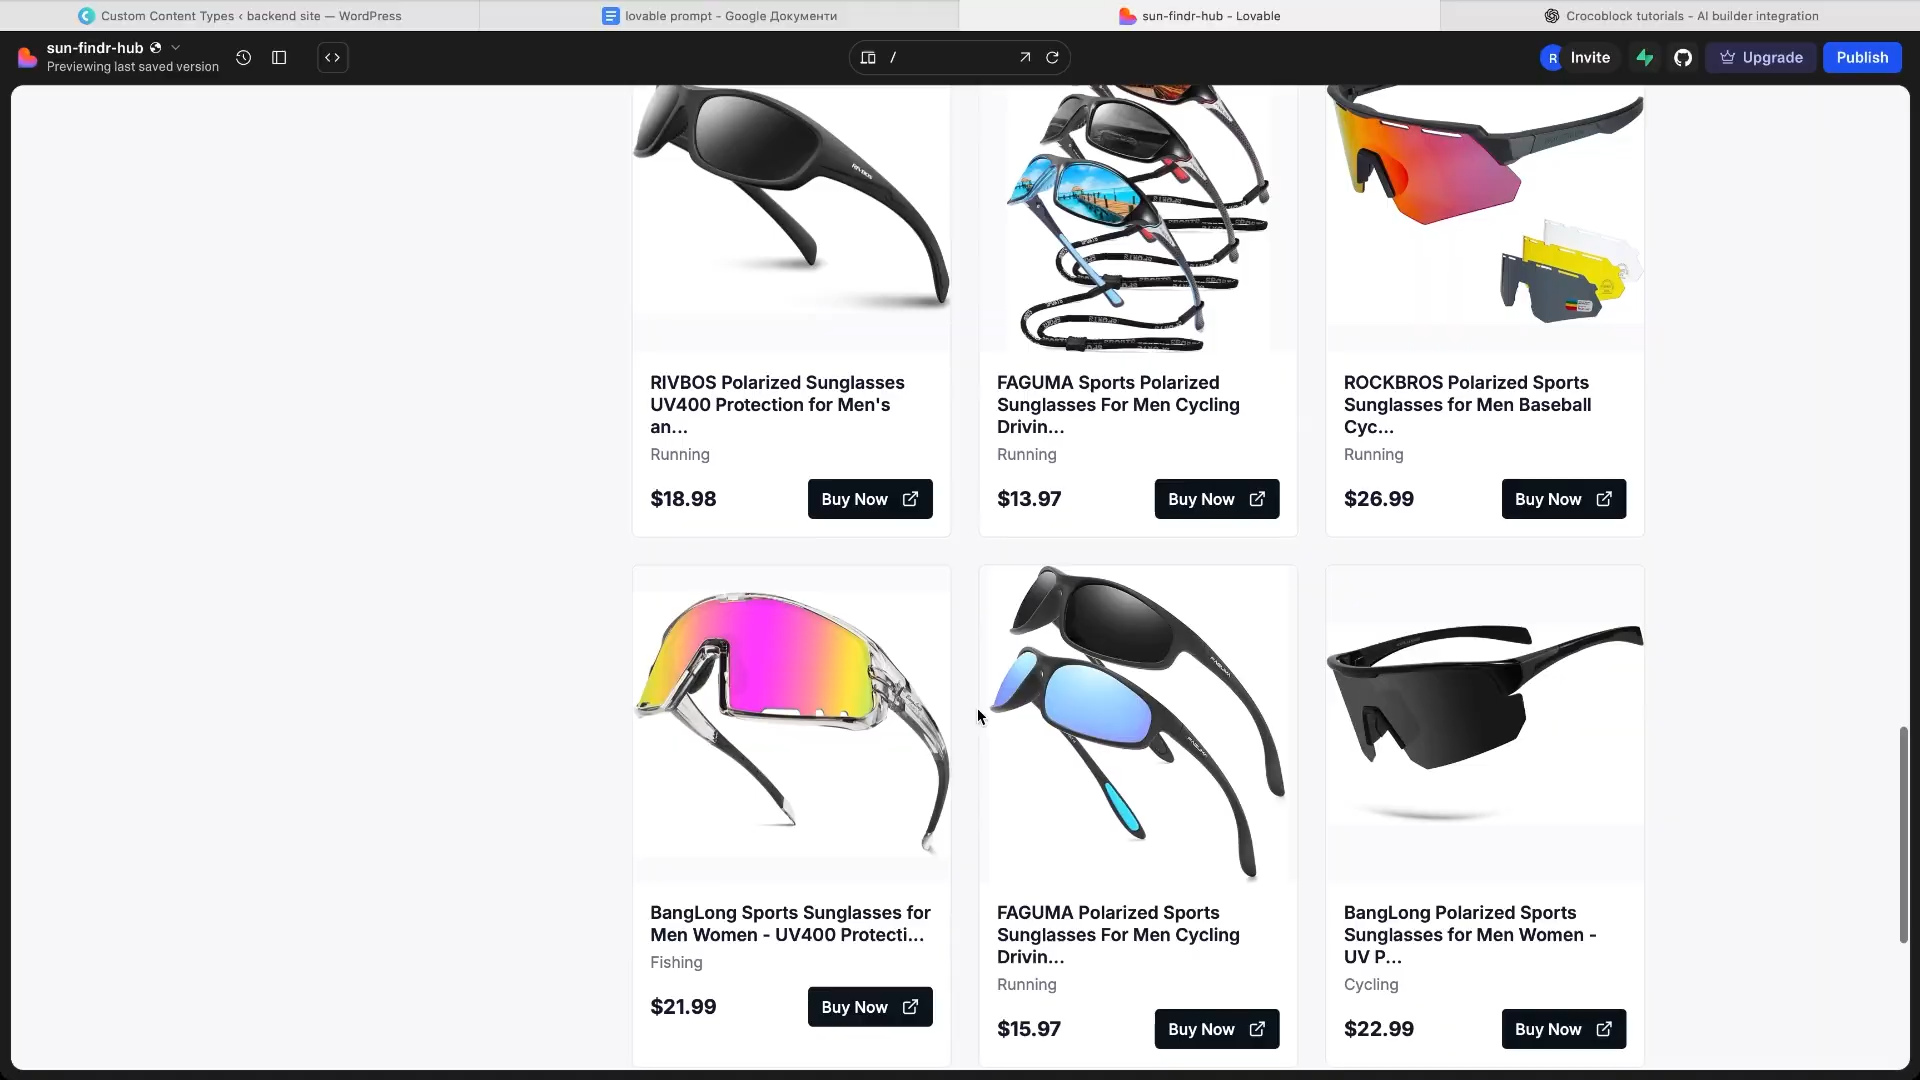 Custom Content Types ‹ backend site — WordPress
lovable prompt - Google Документи
sun-findr-hub - Lovable
Crocoblock tutorials - AI builder integration
sun-findr-hub
Previewing last saved version
/
R
Invite
Upgrade
Publish
RIVBOS Polarized Sunglasses
UV400 Protection for Men's
an...
Running
$18.98
Buy Now
FAGUMA Sports Polarized
Sunglasses For Men Cycling
Drivin...
Running
$13.97
Buy Now
ROCKBROS Polarized Sports
Sunglasses for Men Baseball
Cyc...
Running
$26.99
Buy Now
BangLong Sports Sunglasses for
Men Women - UV400 Protecti...
Fishing
$21.99
Buy Now
FAGUMA Polarized Sports
Sunglasses For Men Cycling
Drivin...
Running
$15.97
Buy Now
BangLong Polarized Sports
Sunglasses for Men Women -
UV P...
Cycling
$22.99
Buy Now